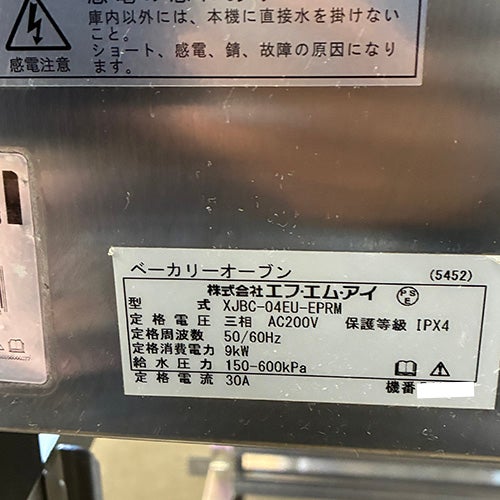 庫内以外には、本機に直接水を掛けない
こと。
ショート、感電、錆、故障の原因になり
ます。
感電注意
ベーカリーオーブン (5452)
株式会社エフ・エム・アイ
PS
E
型式 XJBC-04EU-EPRM
定格電圧 三相 AC200V 保護等級 IPX4
定格周波数 50/60Hz
定格消費電力 9kW
給水圧力 150-600kPa
定格電流 30A
機番